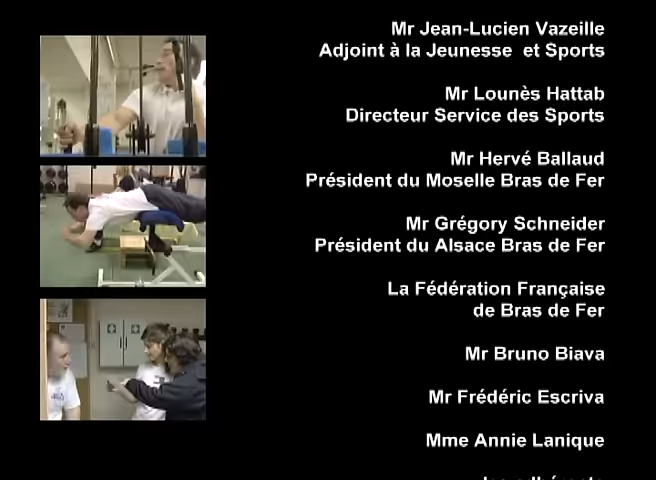 Mr Jean-Lucien Vazeille
Adjoint à la Jeunesse et Sports
Mr Lounès Hattab
Directeur Service des Sports
Mr Hervé Ballaud
Président du Moselle Bras de Fer
Mr Grégory Schneider
Président du Alsace Bras de Fer
La Fédération Française
de Bras de Fer
Mr Bruno Biava
Mr Frédéric Escriva
Mme Annie Lanique